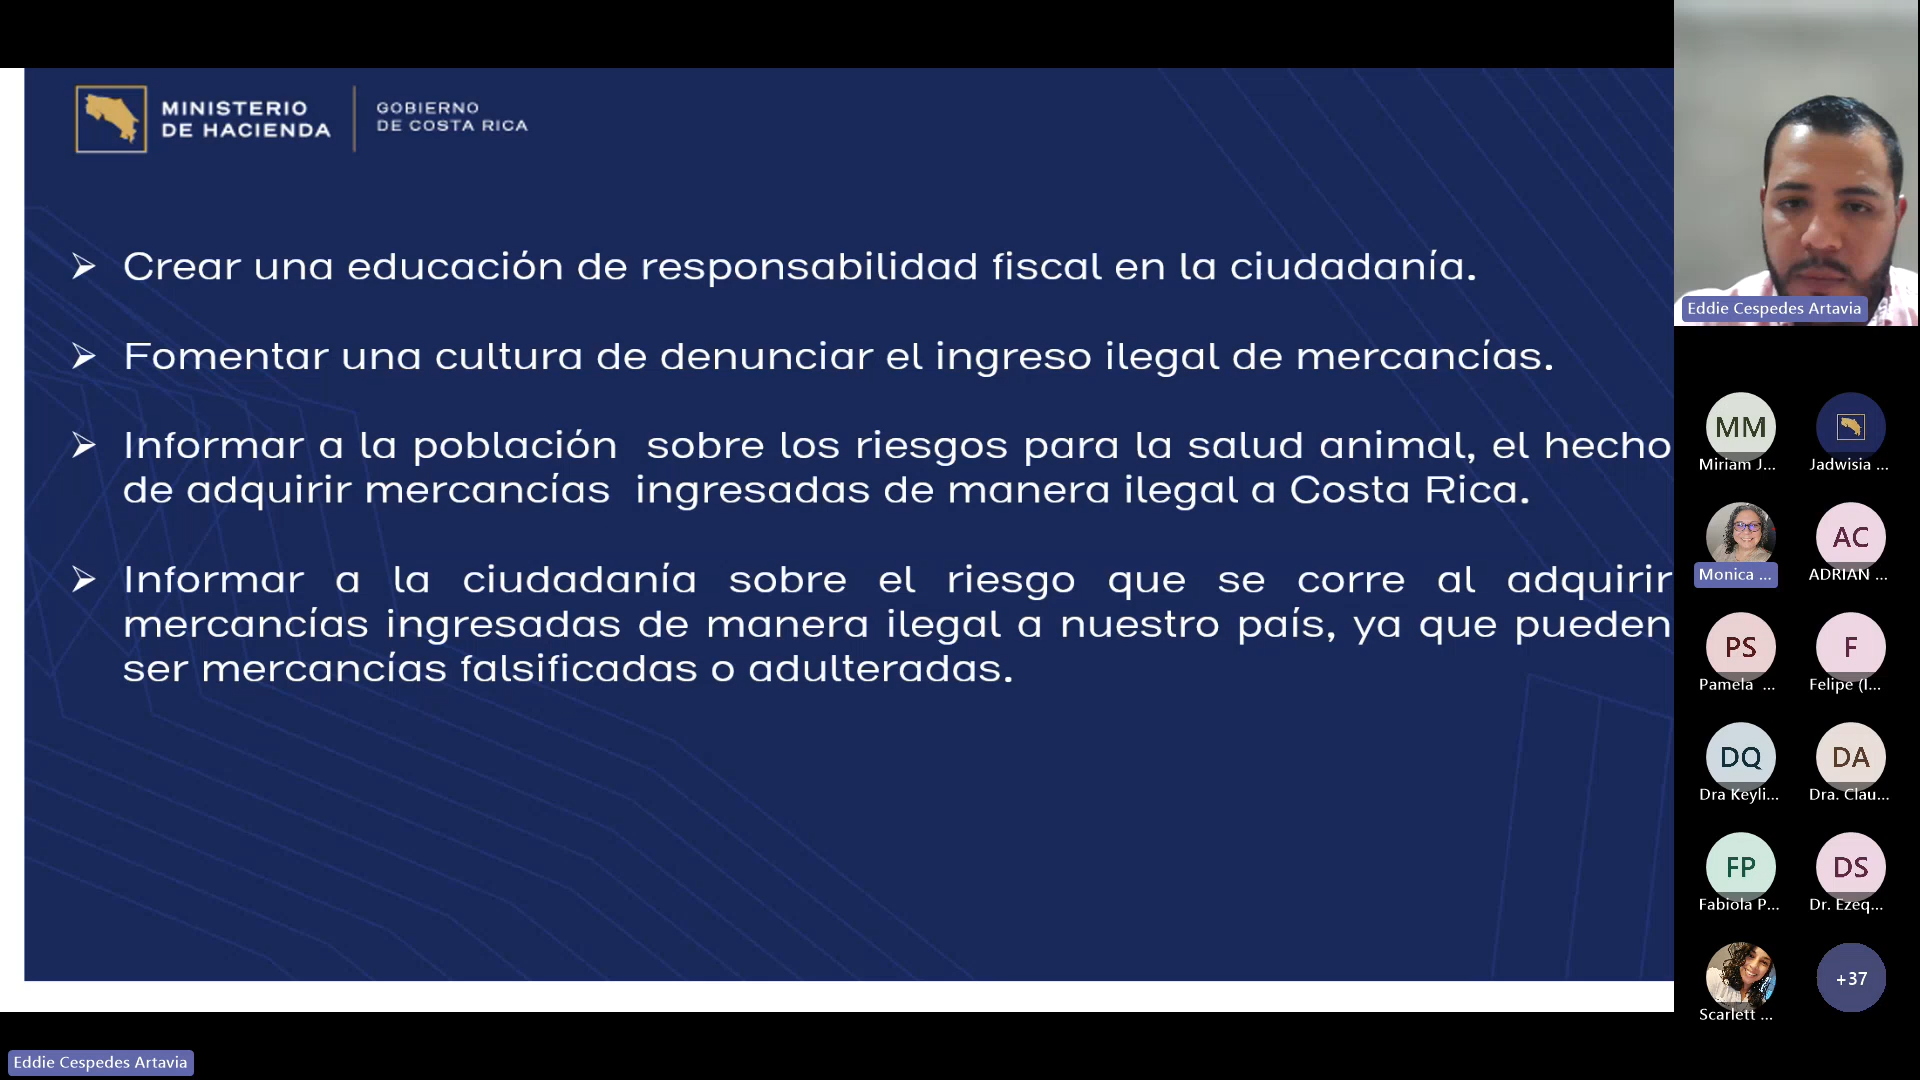 MINISTERIO
DE HACIENDA
GOBIERNO
DE COSTA RICA
➢ Crear una educación de responsabilidad fiscal en la ciudadanía.
➢ Fomentar una cultura de denunciar el ingreso ilegal de mercancías.
➢ Informar a la población sobre los riesgos para la salud animal, el hecho
de adquirir mercancías ingresadas de manera ilegal a Costa Rica.
➢ Informar a la ciudadanía sobre el riesgo que se corre al adquirir
mercancías ingresadas de manera ilegal a nuestro país, ya que pueden
ser mercancías falsificadas o adulteradas.
Eddie Cespedes Artavia
MM
Miriam J...
Jadwisia ...
Monica ...
AC
ADRIAN ...
PS
Pamela ...
F
Felipe (I...
DQ
Dra Keyli...
DA
Dra. Clau...
FP
Fabiola P...
DS
Dr. Ezeq...
Scarlett ...
+37
Eddie Cespedes Artavia